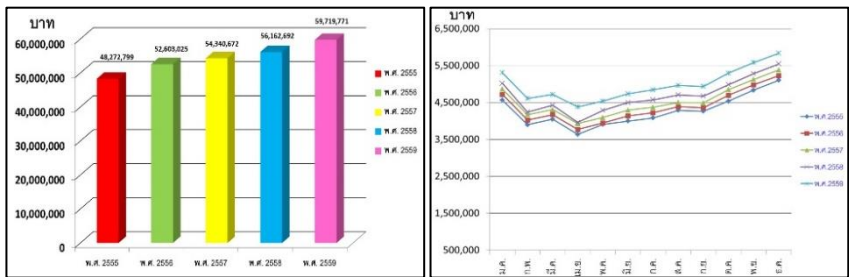 บาท
60,000,000
50,000,000
40,000,000
30,000,000
20,000,000
10,000,000
0
48,272,799
52,603,025
54,340,672
56,162,692
59,719,771
พ.ศ. 2555
พ.ศ. 2556
พ.ศ. 2557
พ.ศ. 2558
พ.ศ. 2559
พ.ศ. 2555
พ.ศ. 2556
พ.ศ. 2557
พ.ศ. 2558
พ.ศ. 2559
บาท
6,500,000
5,500,000
4,500,000
3,500,000
2,500,000
1,500,000
500,000
ม.ค.
ก.พ.
มี.ค.
เม.ย.
พ.ค.
มิ.ย.
ก.ค.
ส.ค.
ก.ย.
ต.ค.
พ.ย.
ธ.ค.
พ.ศ.2555
พ.ศ.2556
พ.ศ.2557
พ.ศ.2558
พ.ศ.2559